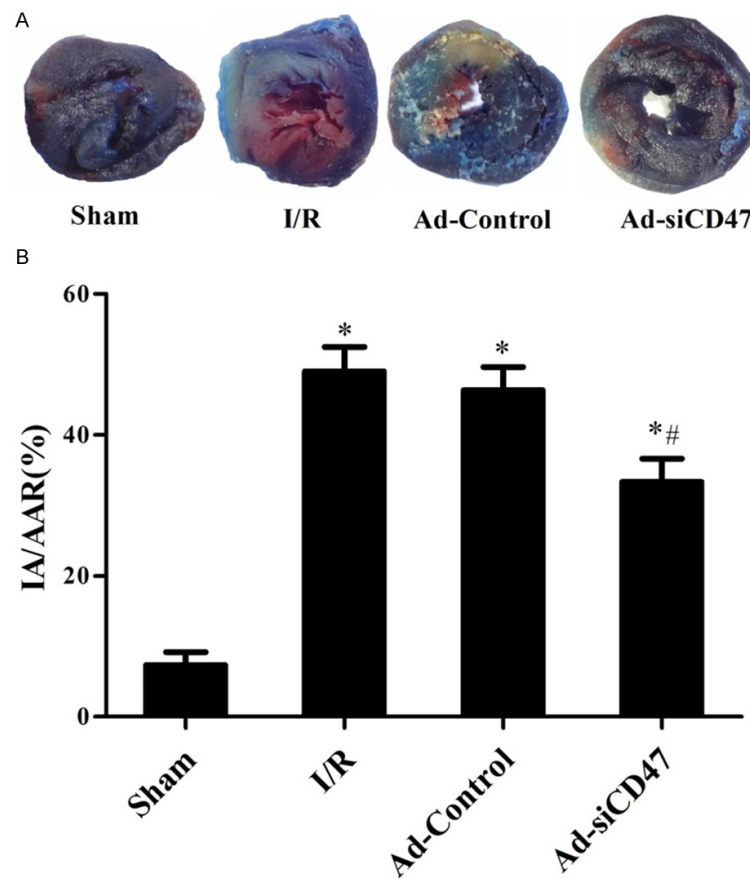 A
Sham I/R Ad-Control Ad-siCD47
B
60
40
20
0
IA/AAR(%)
*
*
*#
Sham
I/R
Ad-Control
Ad-siCD47